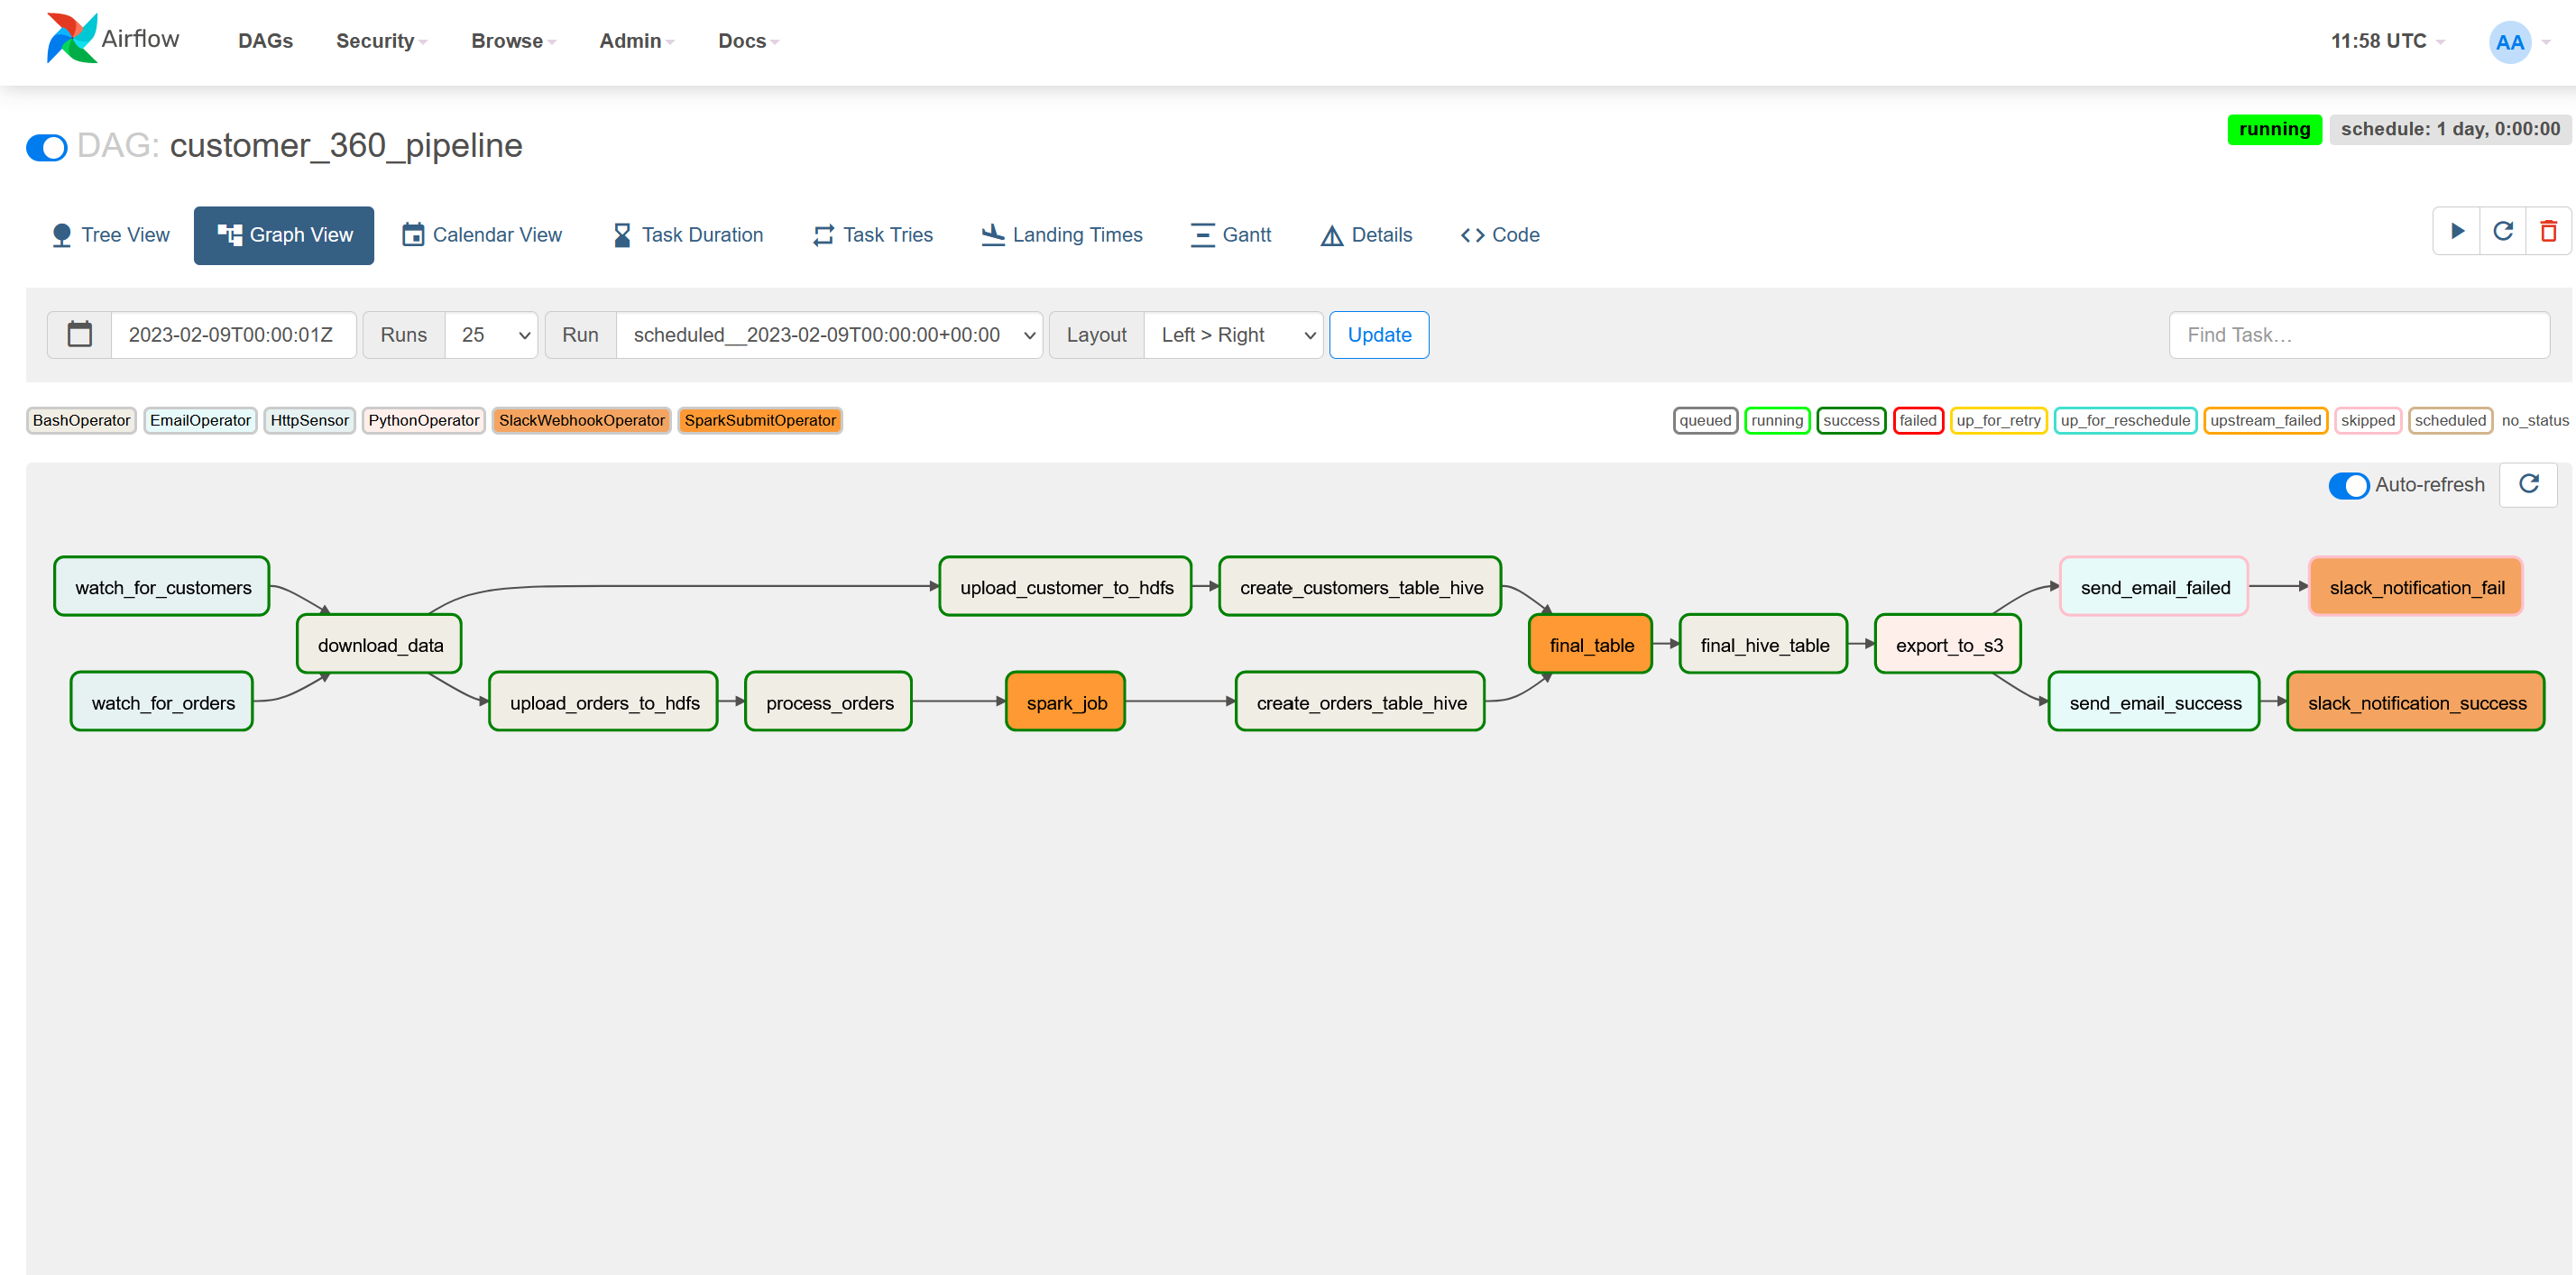 Airflow DAGs Security Browse Admin Docs 11:58 UTC AA
DAG: customer_360_pipeline running schedule: 1 day, 0:00:00
Tree View Graph View Calendar View Task Duration Task Tries Landing Times Gantt Details Code
2023-02-09T00:00:01Z Runs 25 Run scheduled__2023-02-09T00:00:00+00:00 Layout Left > Right Update Find Task…
BashOperator EmailOperator HttpSensor PythonOperator SlackWebhookOperator SparkSubmitOperator queued running success failed up_for_retry up_for_reschedule upstream_failed skipped scheduled no_status
Auto-refresh
watch_for_customers upload_customer_to_hdfs create_customers_table_hive send_email_failed slack_notification_fail
download_data final_table final_hive_table export_to_s3
watch_for_orders upload_orders_to_hdfs process_orders spark_job create_orders_table_hive send_email_success slack_notification_success